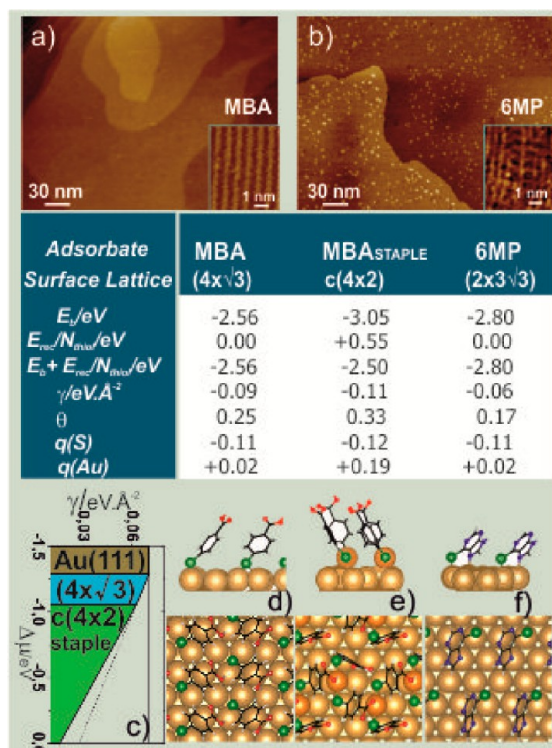 a)
b)
MBA
6MP
30 nm
1 nm
30 nm
1 nm
Adsorbate
Surface Lattice
MBA
(4x√3)
MBASTAPLE
c(4x2)
6MP
(2x3√3)
Eb/eV -2.56 -3.05 -2.80
Erec/Nthiol/eV 0.00 +0.55 0.00
Eb + Erec/Nthiol/eV -2.56 -2.50 -2.80
γ/eV.Å-2 -0.09 -0.11 -0.06
θ 0.25 0.33 0.17
q(S) -0.11 -0.12 -0.11
q(Au) +0.02 +0.19 +0.02
γ/eV.Å-2
0,03
0,06
-1,5
-1,0
-0,5
0,0
Δμ/eV
Au(111)
(4x√3)
c(4x2)
staple
c)
d)
e)
f)